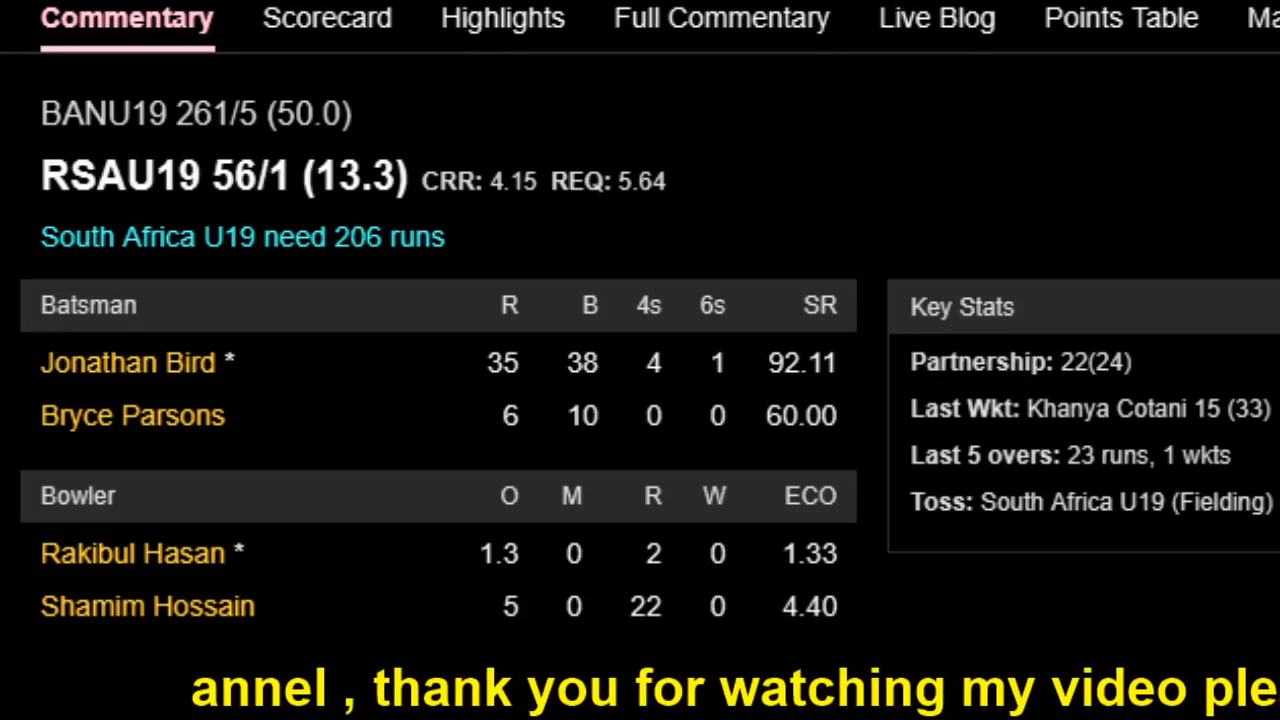 Commentary Scorecard Highlights Full Commentary Live Blog Points Table
BANU19 261/5 (50.0)
RSAU19 56/1 (13.3) CRR: 4.15 REQ: 5.64
South Africa U19 need 206 runs
Batsman R B 4s 6s SR
Jonathan Bird * 35 38 4 1 92.11
Bryce Parsons 6 10 0 0 60.00
Bowler O M R W ECO
Rakibul Hasan * 1.3 0 2 0 1.33
Shamim Hossain 5 0 22 0 4.40
Key Stats
Partnership: 22(24)
Last Wkt: Khanya Cotani 15 (33)
Last 5 overs: 23 runs, 1 wkts
Toss: South Africa U19 (Fielding)
annel , thank you for watching my video ple